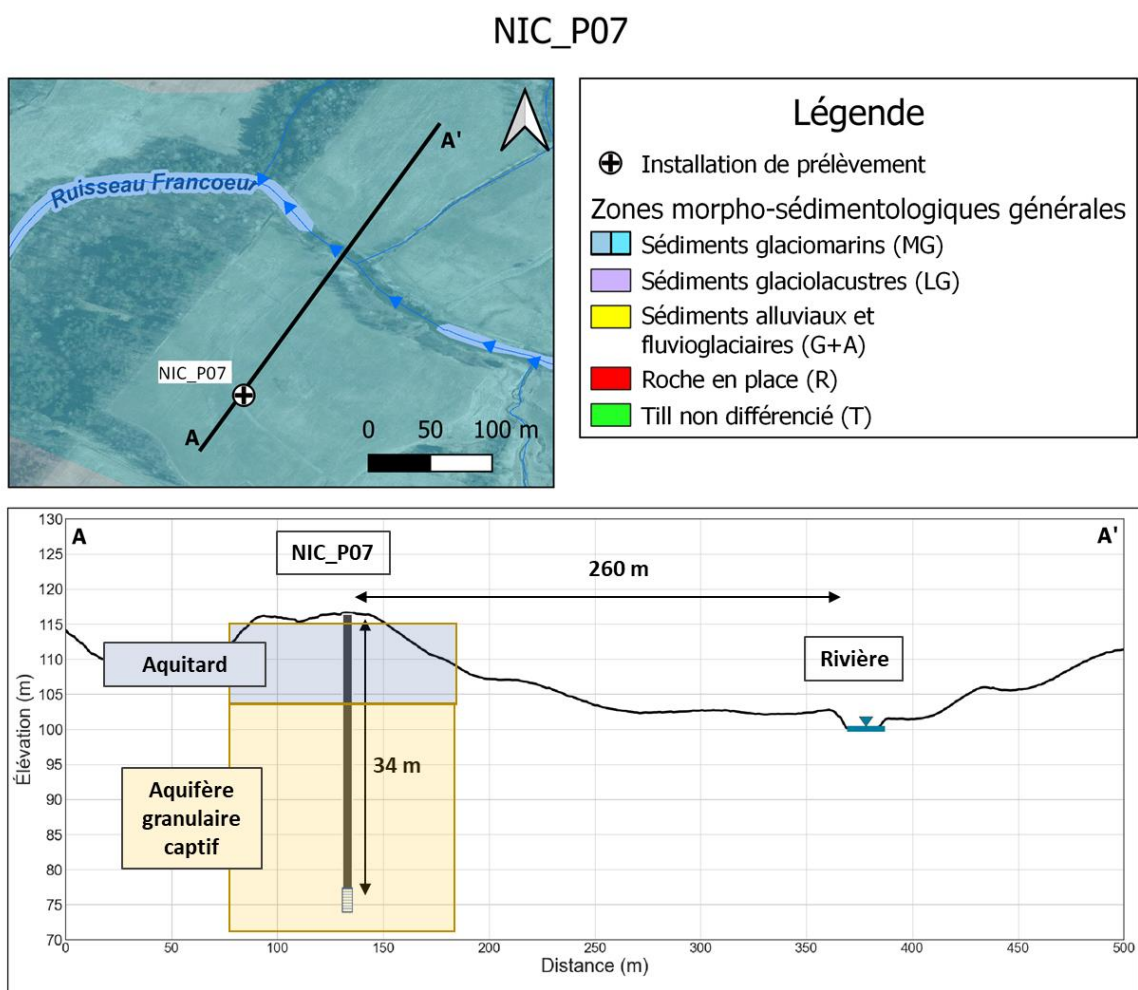 NIC_P07
A'
Ruisseau Francoeur
NIC_P07
A
0 50 100 m
Légende
Installation de prélèvement
Zones morpho-sédimentologiques générales
Sédiments glaciomarins (MG)
Sédiments glaciolacustres (LG)
Sédiments alluviaux et
fluvioglaciaires (G+A)
Roche en place (R)
Till non différencié (T)
130
125
120
115
110
105
100
95
90
85
80
75
70
Élévation (m)
A
A'
NIC_P07
260 m
Aquitard
Rivière
34 m
Aquifère
granulaire
captif
0 50 100 150 200 250 300 350 400 450 500
Distance (m)